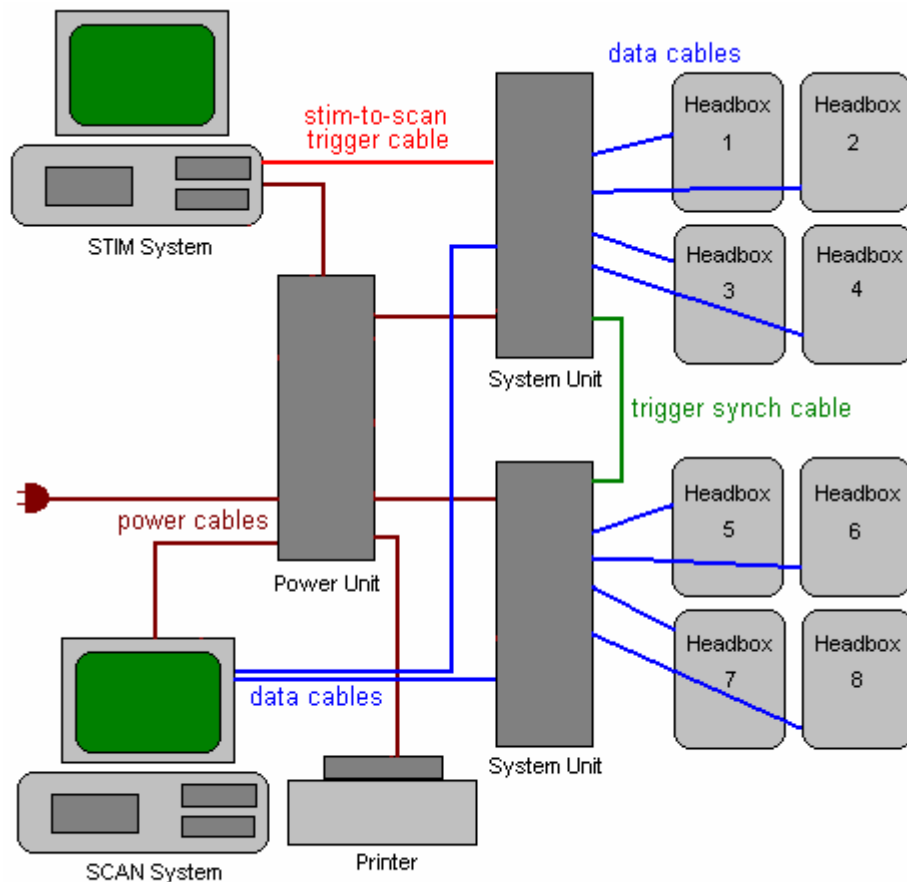 data cables
stim-to-scan
trigger cable
Headbox
1
Headbox
2
STIM System
Headbox
3
Headbox
4
System Unit
trigger synch cable
power cables
Power Unit
Headbox
5
Headbox
6
Headbox
7
Headbox
8
data cables
System Unit
Printer
SCAN System